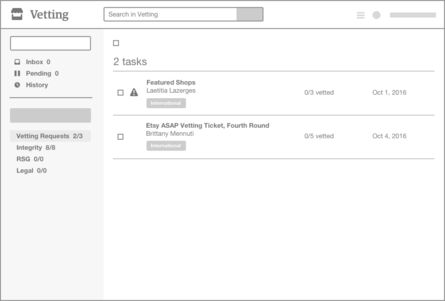 Vetting
Search in Vetting
Inbox 0
Pending 0
History
Vetting Requests 2/3
Integrity 8/8
RSG 0/0
Legal 0/0
2 tasks
Featured Shops
Laetitia Lazerges
International
0/3 vetted
Oct 1, 2016
Etsy ASAP Vetting Ticket, Fourth Round
Brittany Mennuti
International
0/5 vetted
Oct 4, 2016